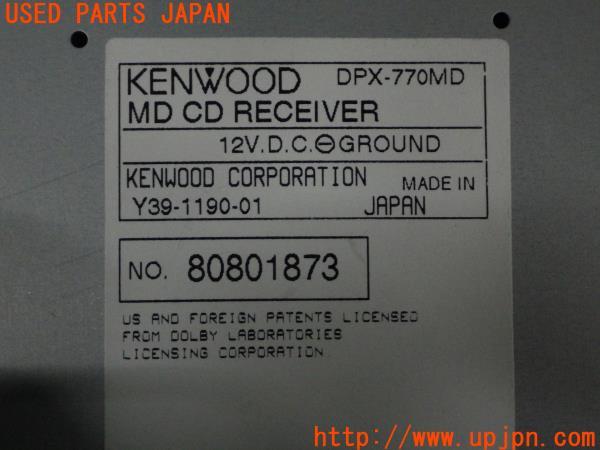 USED PARTS JAPAN
KENWOOD DPX-770MD
MD CD RECEIVER
12V.D.C.⊖GROUND
KENWOOD CORPORATION MADE IN
Y39-1190-01 JAPAN
NO. 80801873
US AND FOREIGN PATENTS LICENSED
FROM DOLBY LABORATORIES
LICENSING CORPORATION
http://www.upjpn.com